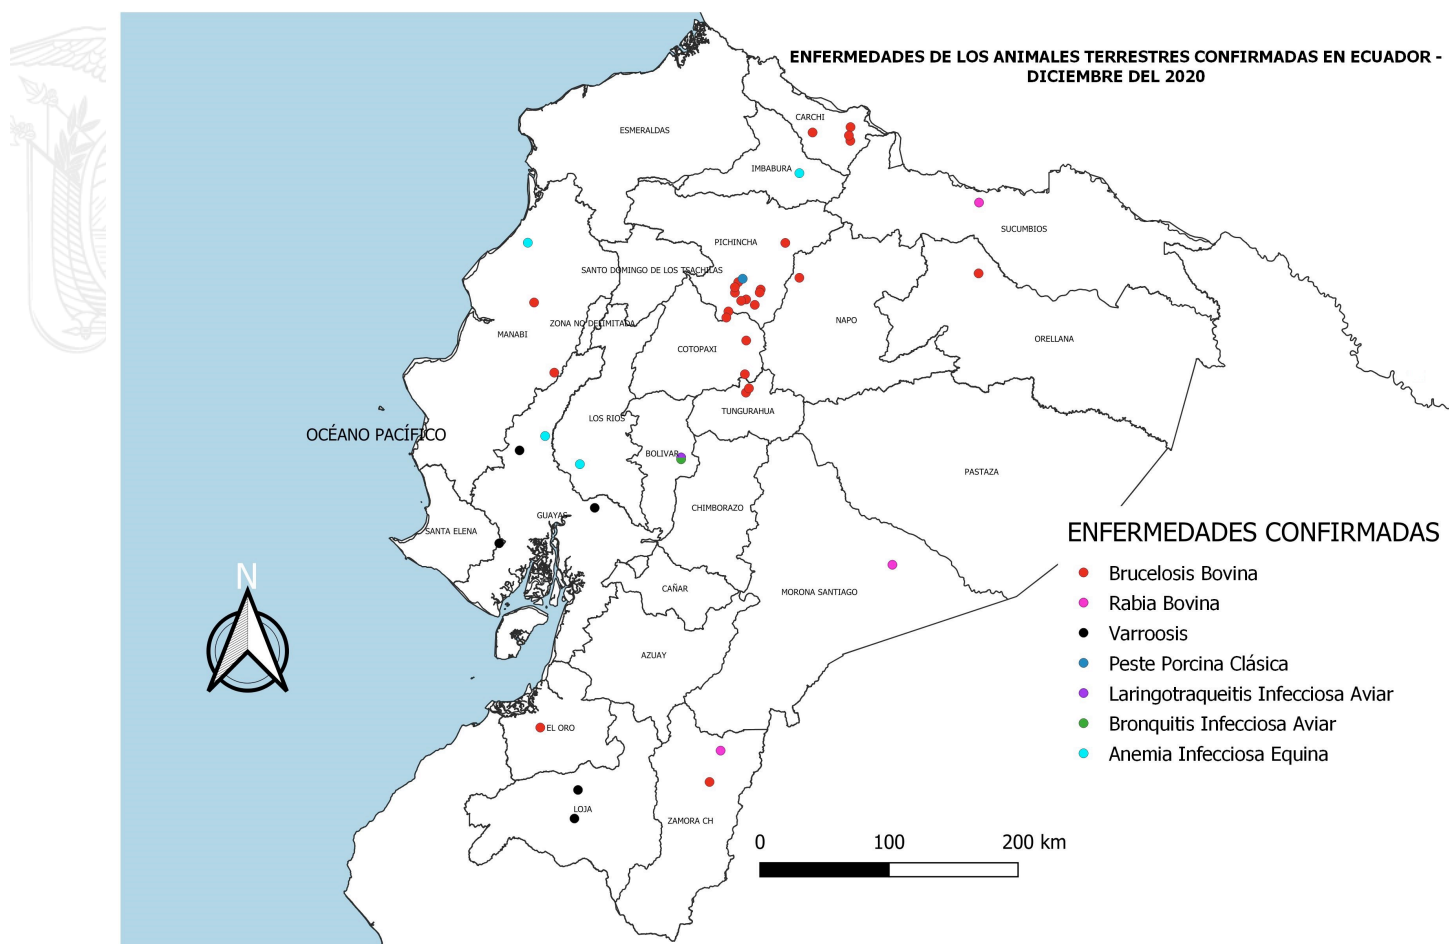 ENFERMEDADES DE LOS ANIMALES TERRESTRES CONFIRMADAS EN ECUADOR -
DICIEMBRE DEL 2020
CARCHI
ESMERALDAS
IMBABURA
SUCUMBIOS
PICHINCHA
SANTO DOMINGO DE LOS TSACHILAS
NAPO
ZONA NO DELIMITADA
MANABI
ORELLANA
COTOPAXI
TUNGURAHUA
LOS RIOS
OCÉANO PACÍFICO
BOLIVAR
PASTAZA
CHIMBORAZO
GUAYAS
SANTA ELENA
CAÑAR
MORONA SANTIAGO
AZUAY
EL ORO
LOJA
ZAMORA CH
N
ENFERMEDADES CONFIRMADAS
Brucelosis Bovina
Rabia Bovina
Varroosis
Peste Porcina Clásica
Laringotraqueitis Infecciosa Aviar
Bronquitis Infecciosa Aviar
Anemia Infecciosa Equina
0 100 200 km